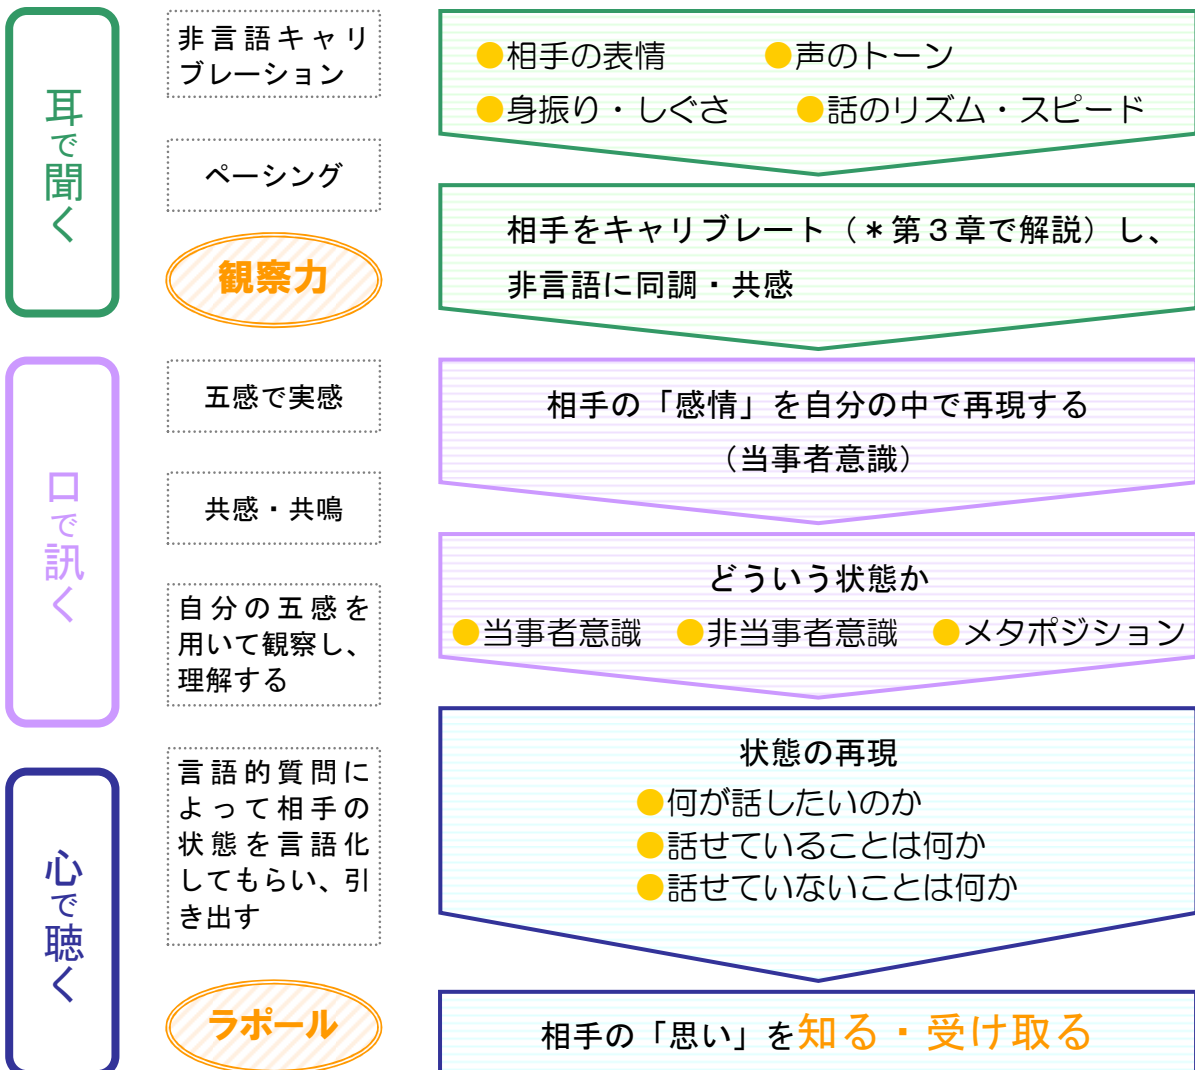 耳で聞く
非言語キャリ
ブレーション
●相手の表情　●声のトーン
●身振り・しぐさ　●話のリズム・スピード
ペーシング
観察力
相手をキャリブレート（＊第３章で解説）し、
非言語に同調・共感
口で訊く
五感で実感
共感・共鳴
自分の五感を
用いて観察し、
理解する
相手の「感情」を自分の中で再現する
（当事者意識）
どういう状態か
●当事者意識　●非当事者意識　●メタポジション
心で聴く
言語的質問に
よって相手の
状態を言語化
してもらい、引
き出す
ラポール
状態の再現
●何が話したいのか
●話せていることは何か
●話せていないことは何か
相手の「思い」を知る・受け取る